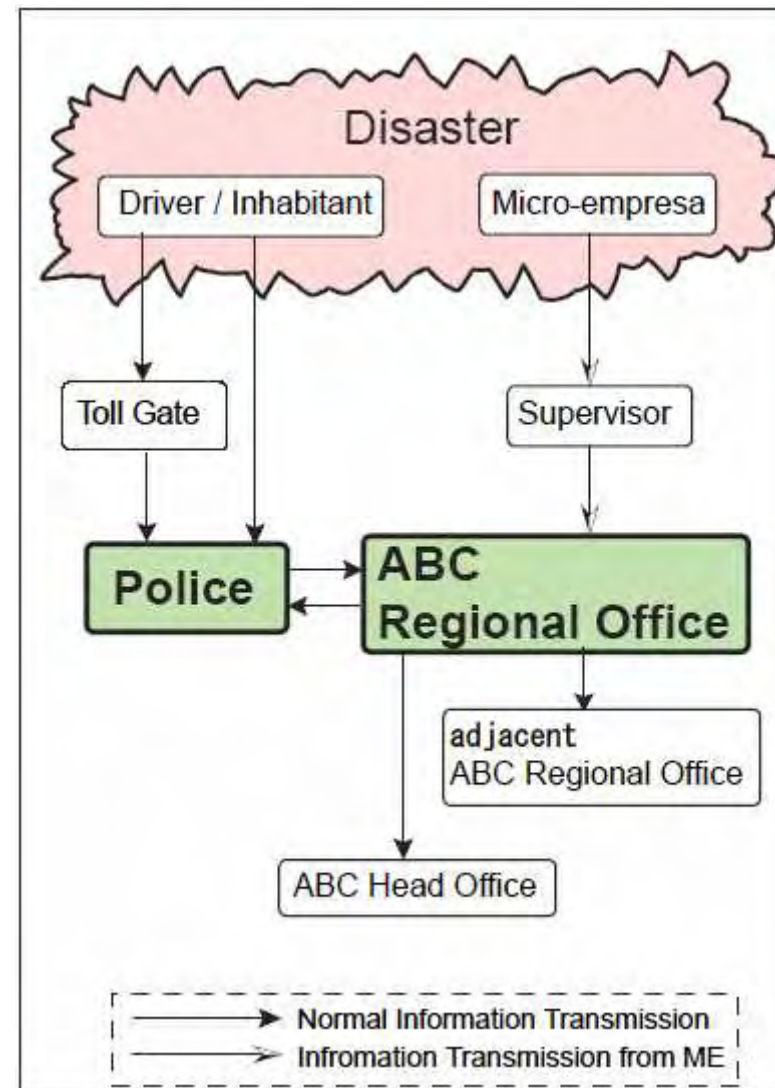 Disaster
Driver / Inhabitant
Micro-empresa
Toll Gate
Supervisor
Police
ABC
Regional Office
adjacent
ABC Regional Office
ABC Head Office
Normal Information Transmission
Infromation Transmission from ME